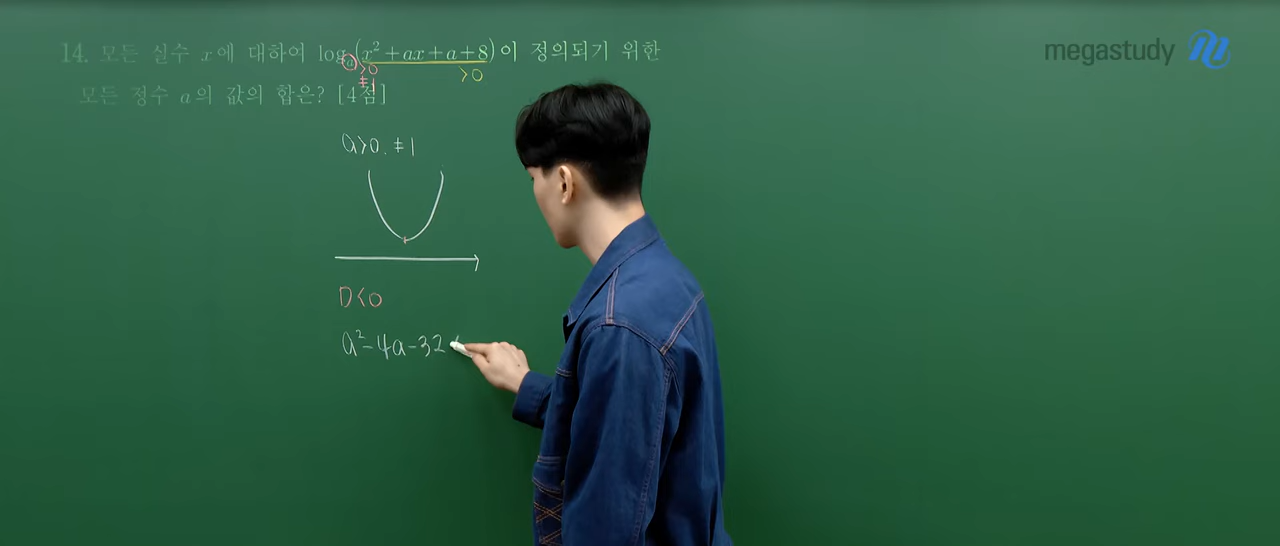 14. 모든 실수 x에 대하여 logₐ(x²+ax+a+8)이 정의되기 위한
>0
>0
≠1
모든 정수 a의 값의 합은? [4점]
a>0. ≠1
D<0
a²-4a-32
megastudy